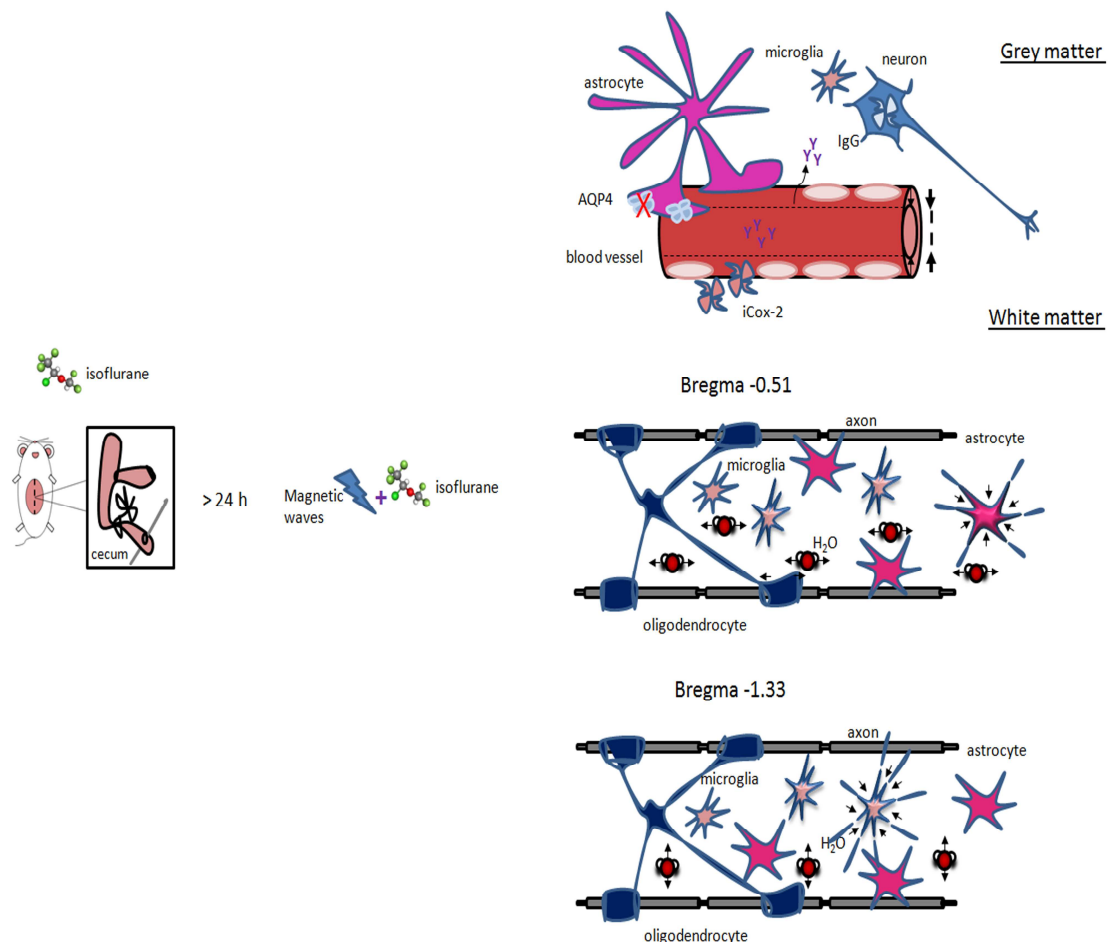 microglia
neuron
Grey matter
astrocyte
IgG
Y
Y Y
AQP4
X
Y Y Y
Y
blood vessel
iCox-2
White matter
isoflurane
cecum
> 24 h
Magnetic
waves
+
isoflurane
Bregma -0.51
axon
astrocyte
microglia
H2O
oligodendrocyte
Bregma -1.33
axon
astrocyte
microglia
H2O
oligodendrocyte